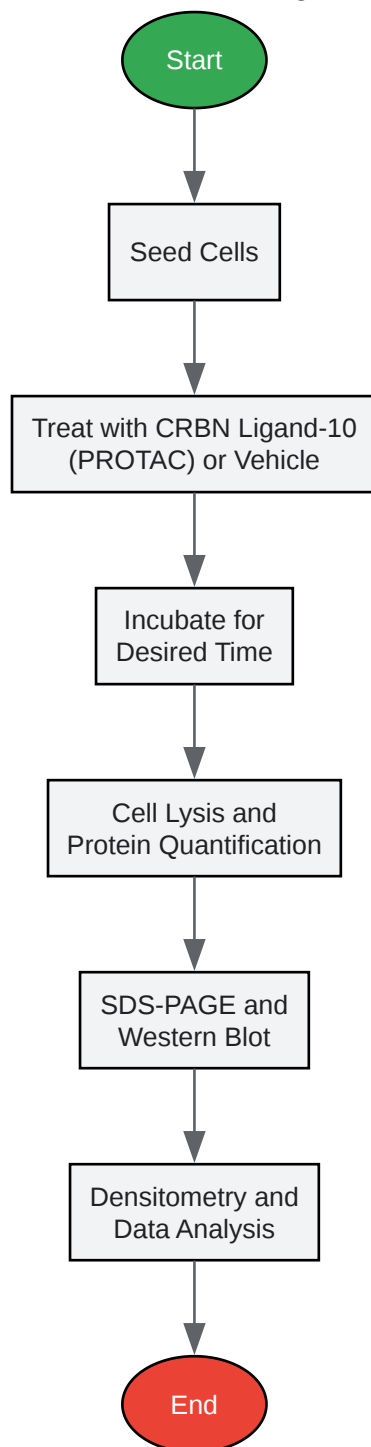 Start
Seed Cells
Treat with CRBN Ligand-10
(PROTAC) or Vehicle
Incubate for
Desired Time
Cell Lysis and
Protein Quantification
SDS-PAGE and
Western Blot
Densitometry and
Data Analysis
End